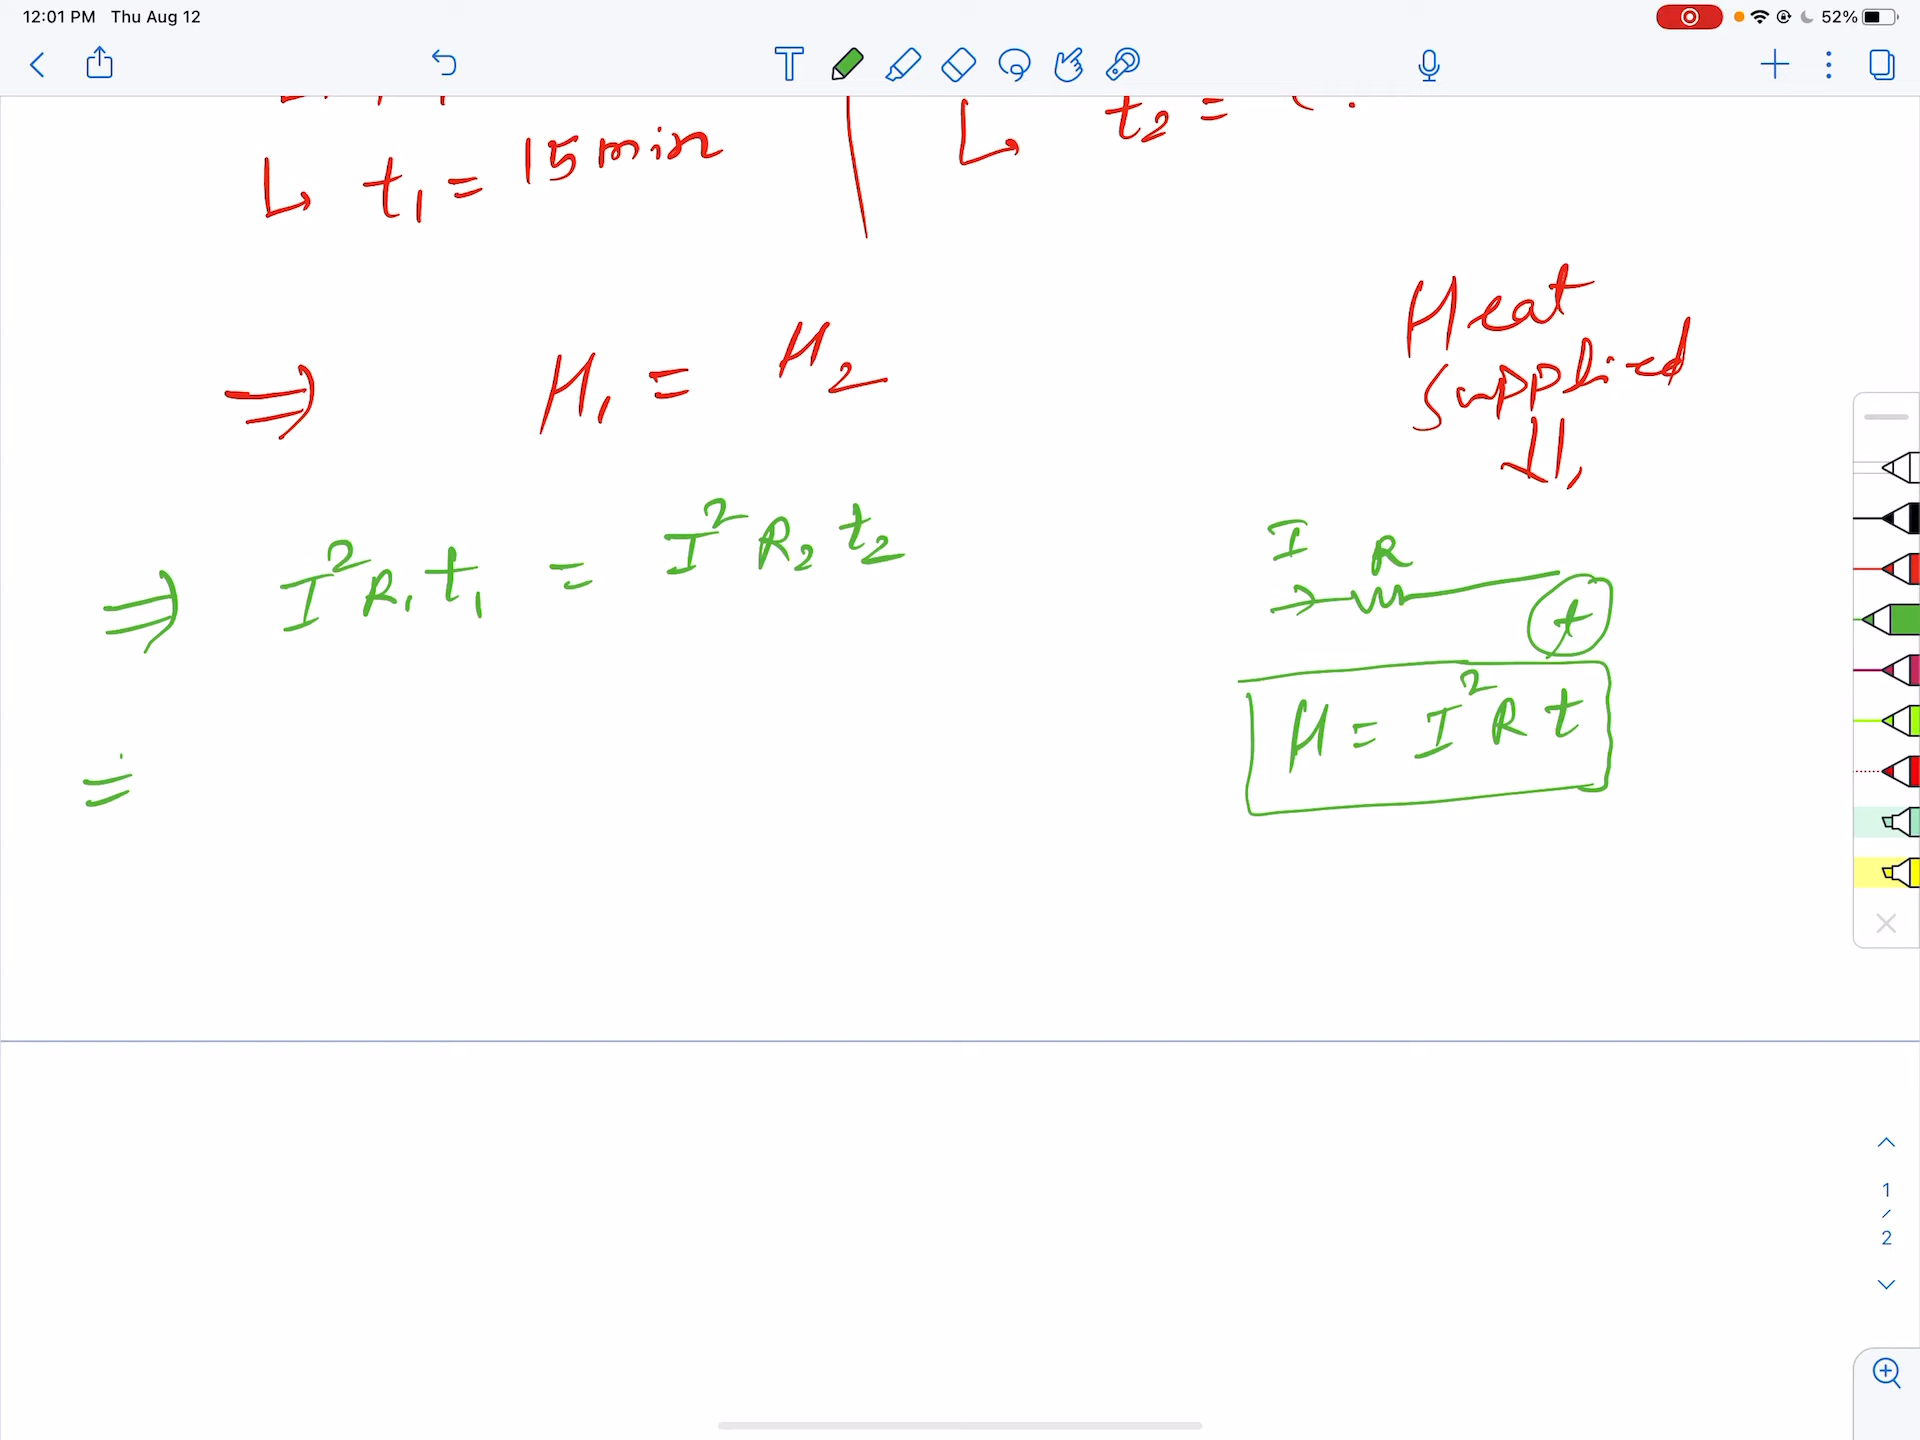 12:01 PM Thu Aug 12
52%
↳ t₁ = 15 min
↳ t₂ =
Heat
supplied
⇒ H₁ = H₂
⇒ I²R₁t₁ = I²R₂t₂
I
R
t
H = I²Rt
=
1
/
2